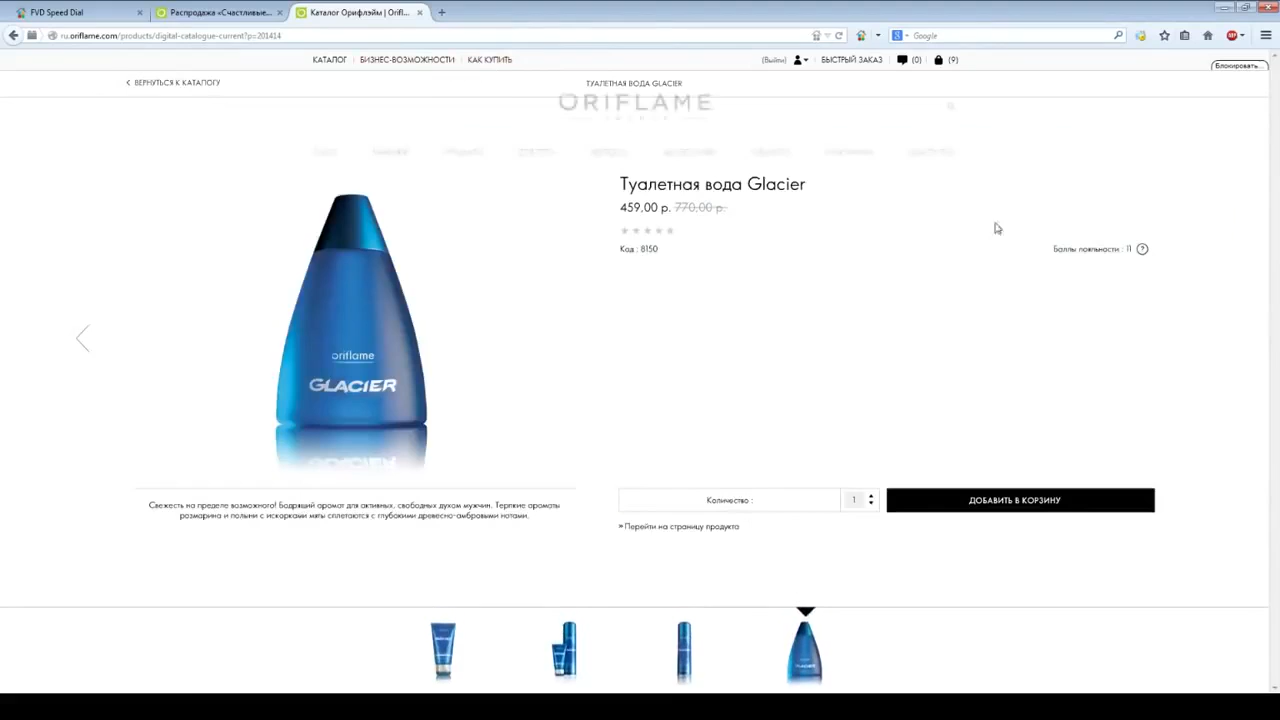 FVD Speed Dial
Распродажа «Счастливые...
Каталог Орифлэйм | Orifl...
ru.oriflame.com/products/digital-catalogue-current?p=201414
Google
КАТАЛОГ БИЗНЕС-ВОЗМОЖНОСТИ КАК КУПИТЬ
(Выйти) БЫСТРЫЙ ЗАКАЗ (0) (9)
Блокировать...
ВЕРНУТЬСЯ К КАТАЛОГУ
ТУАЛЕТНАЯ ВОДА GLACIER
ORIFLAME
Туалетная вода Glacier
459,00 р. 770,00 р.
Код : 8150
Баллы лояльности : 11 ?
oriflame
GLACIER
Свежесть на пределе возможного! Бодрящий аромат для активных, свободных духом мужчин. Терпкие ароматы
розмарина и полыни с искорками мяты сплетаются с глубокими древесно-амбровыми нотами.
Количество : 1
ДОБАВИТЬ В КОРЗИНУ
» Перейти на страницу продукта
GLACIER